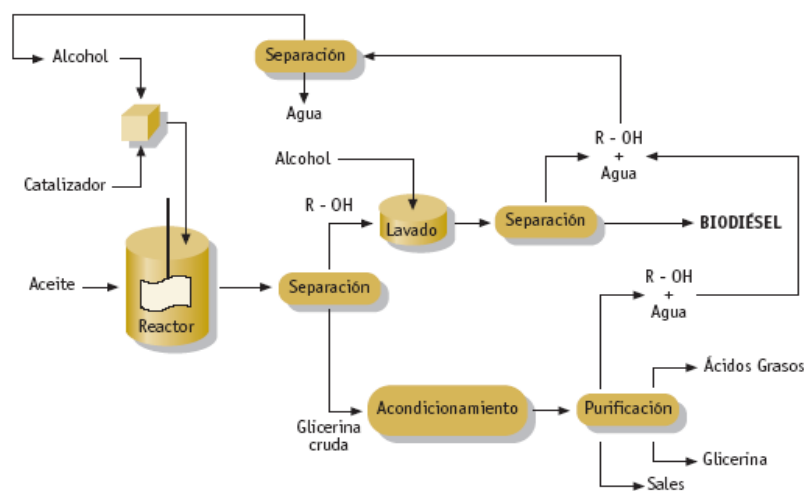 Separación
Alcohol
Agua
R - OH
+
Agua
Alcohol
Catalizador
R - OH
Lavado
Separación
BIODIÉSEL
Aceite
Separación
R - OH
+
Agua
Reactor
Ácidos Grasos
Acondicionamiento
Purificación
Glicerina
cruda
Glicerina
Sales